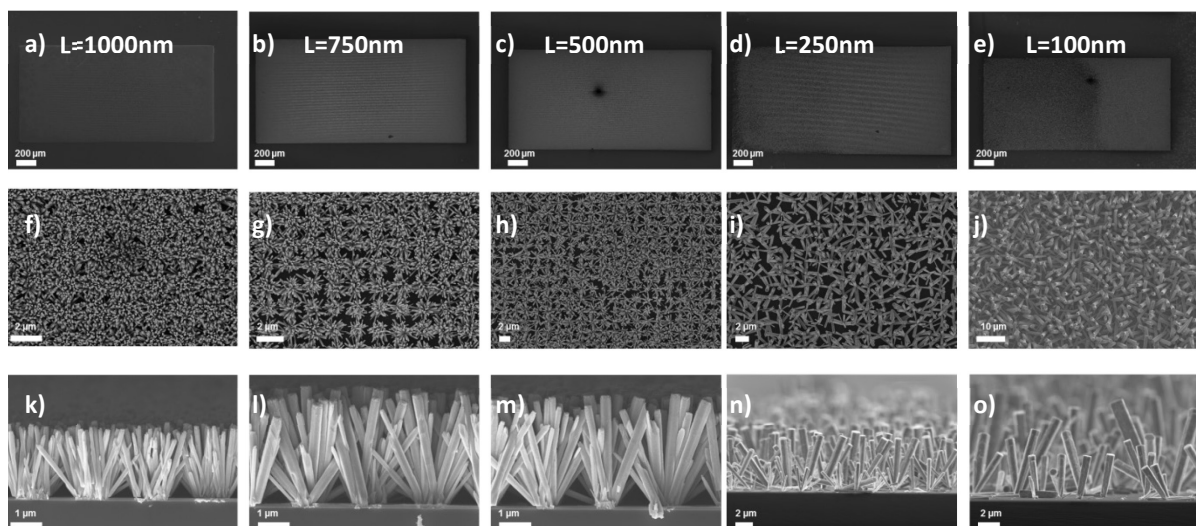 a) L=1000nm
b) L=750nm
c) L=500nm
d) L=250nm
e) L=100nm
200 µm
200 µm
200 µm
200 µm
200 µm
f)
g)
h)
i)
j)
2 µm
2 µm
2 µm
2 µm
10 µm
k)
l)
m)
n)
o)
1 µm
1 µm
1 µm
2 µm
2 µm